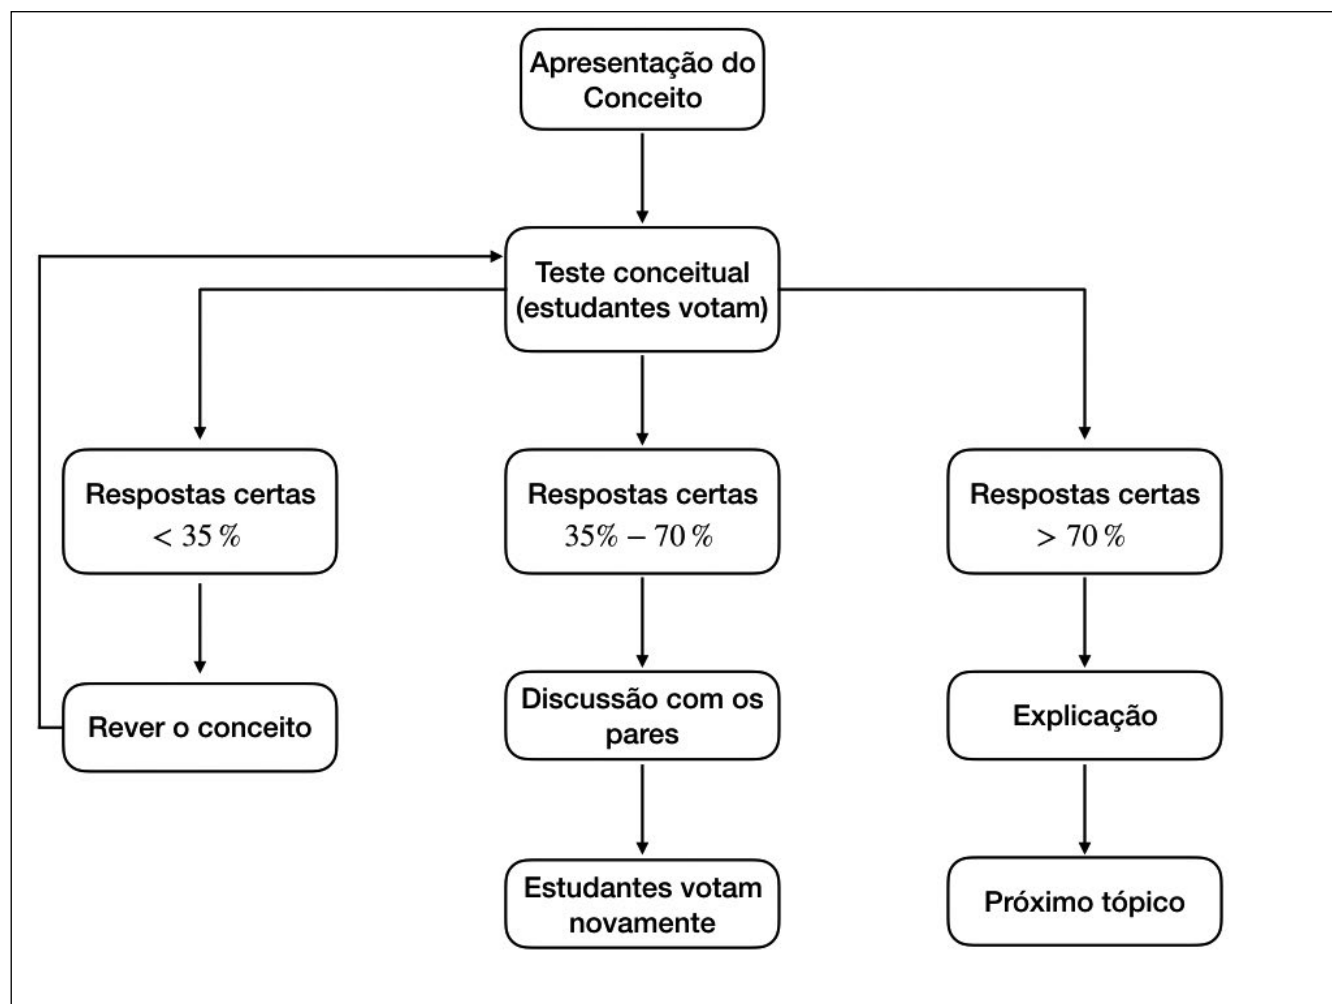 Apresentação do
Conceito
Teste conceitual
(estudantes votam)
Respostas certas
< 35 %
Respostas certas
35% – 70 %
Respostas certas
> 70 %
Rever o conceito
Discussão com os
pares
Explicação
Estudantes votam
novamente
Próximo tópico